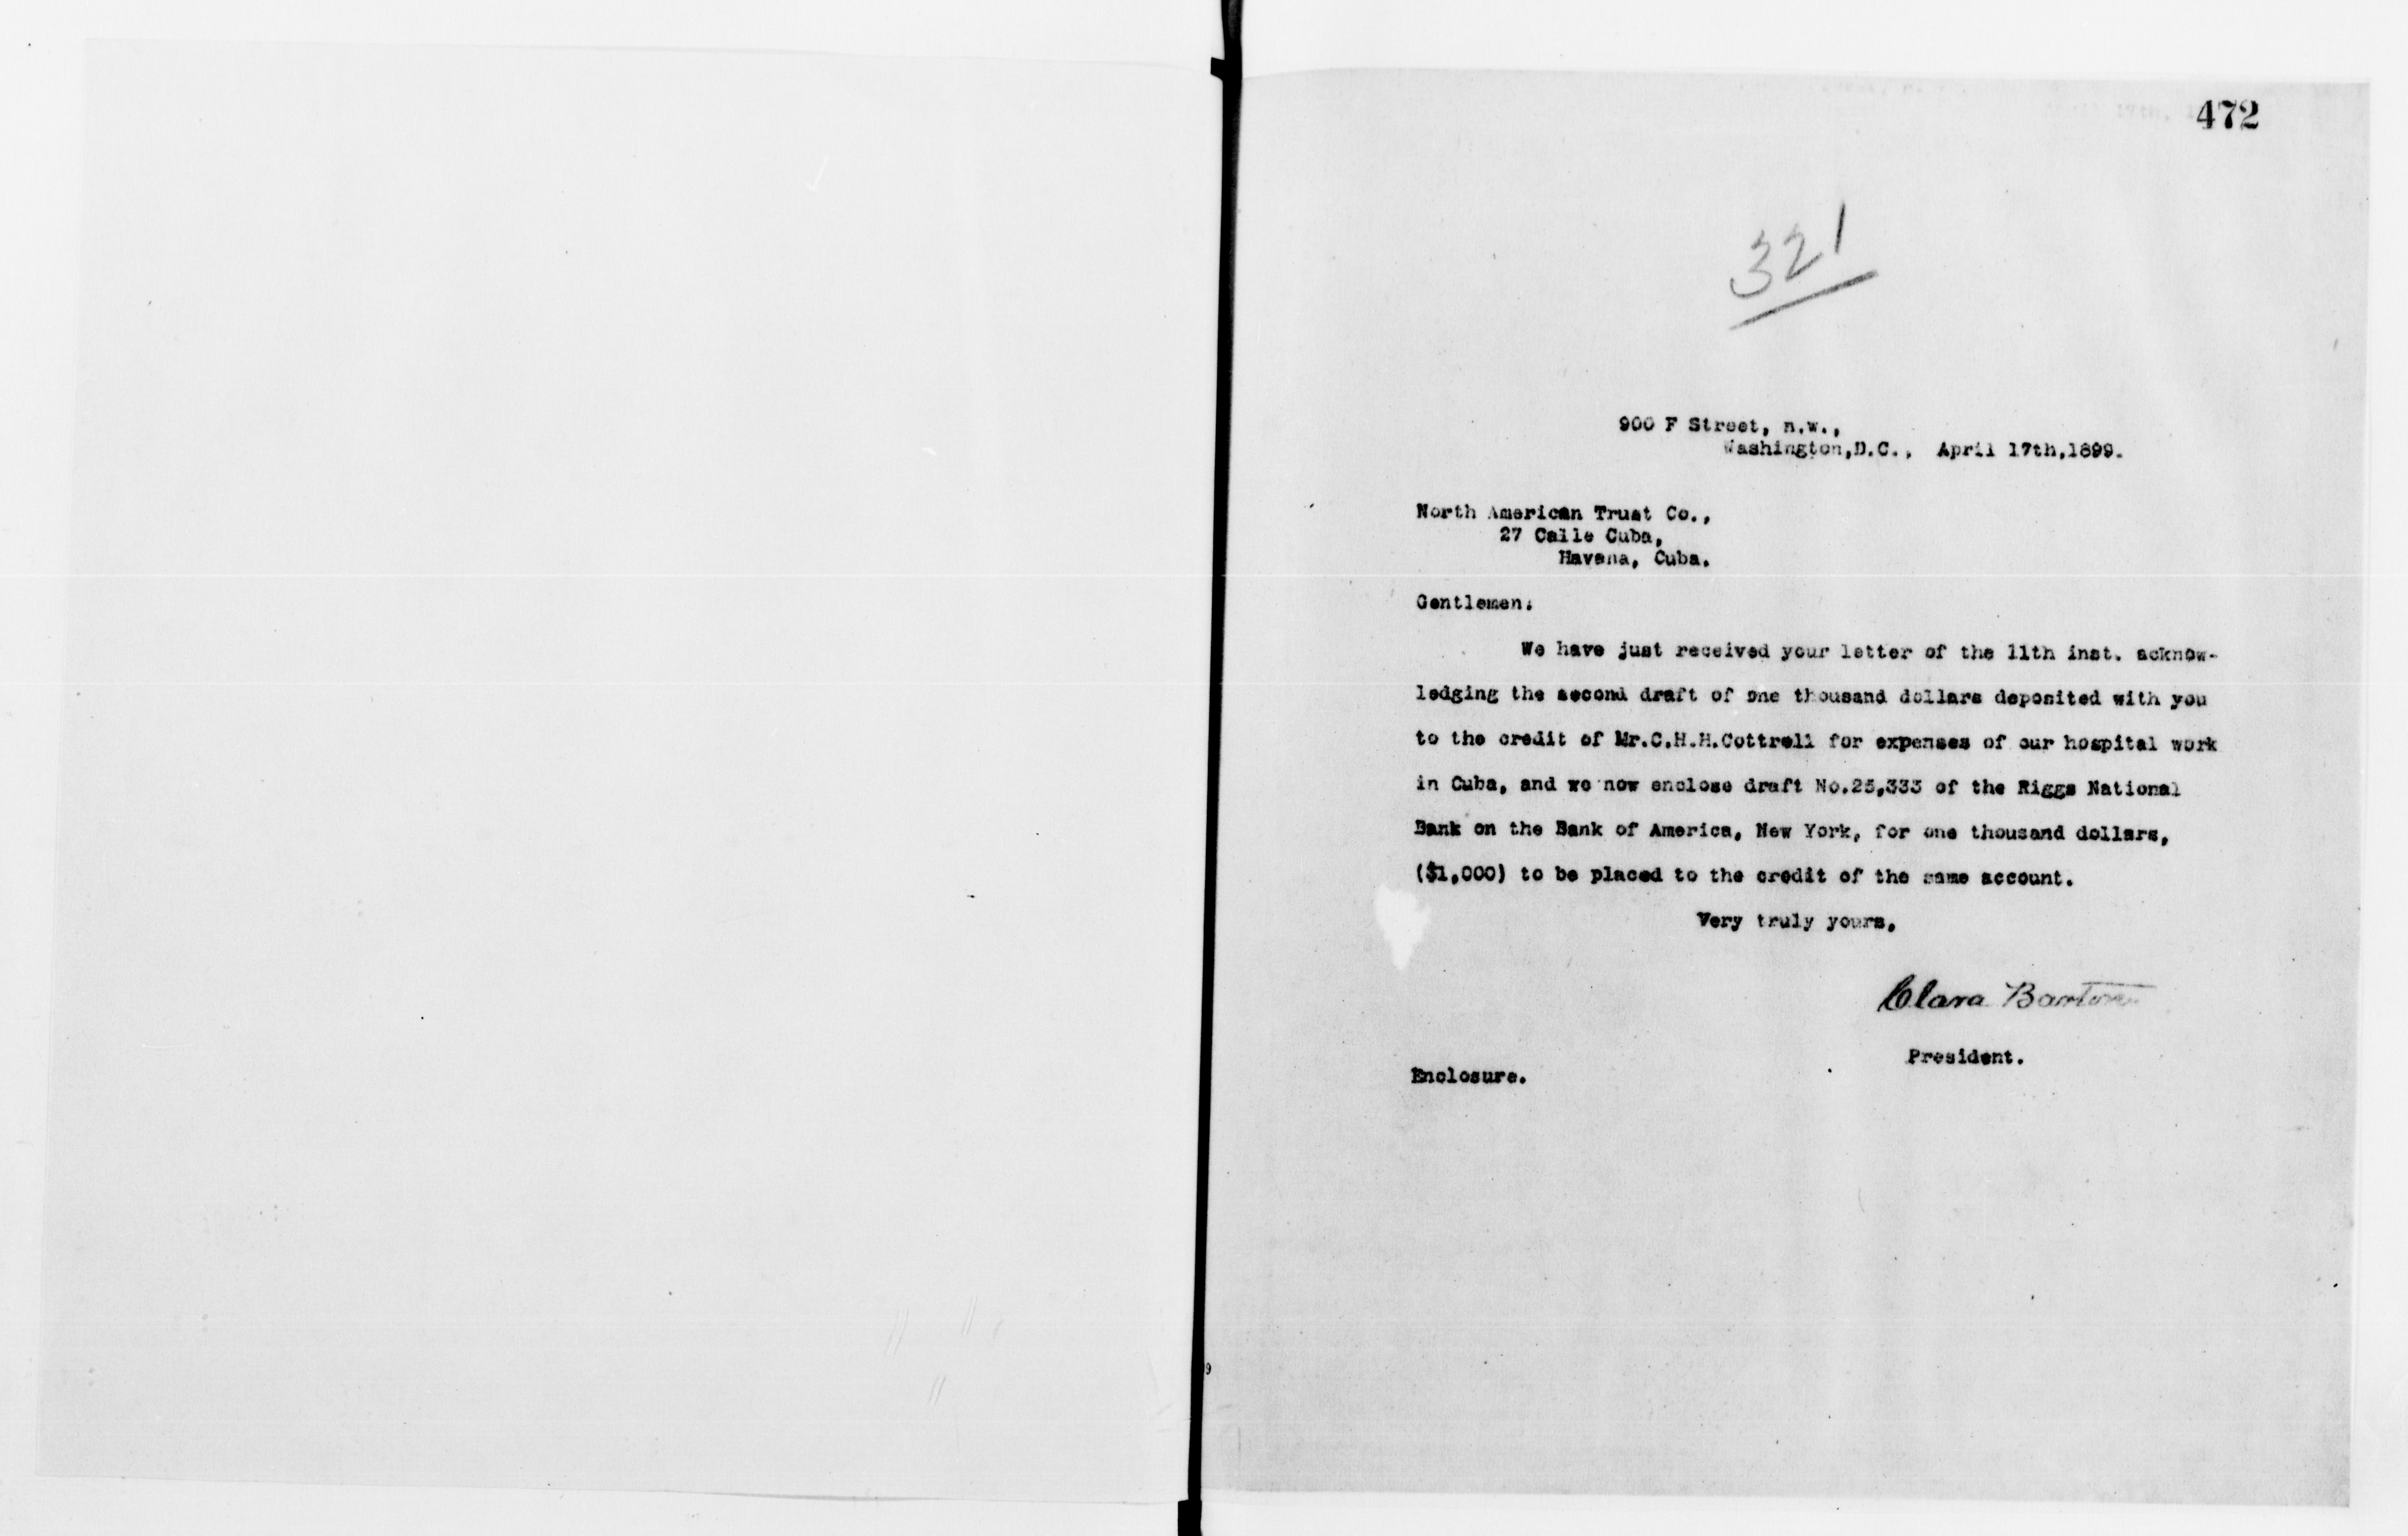 472
321
900 F Street, n.w.,
Washington,D.C., April 17th,1899.
North American Trust Co.,
27 Calle Cuba,
Havana, Cuba.
Gentlemen:
We have just received your letter of the 11th inst. acknow-
ledging the second draft of one thousand dollars deposited with you
to the credit of Mr.C.H.H.Cottrell for expenses of our hospital work
in Cuba, and we now enclose draft No.25,333 of the Riggs National
Bank on the Bank of America, New York, for one thousand dollars,
($1,000) to be placed to the credit of the same account.
Very truly yours,
Clara Barton
President.
Enclosure.
9